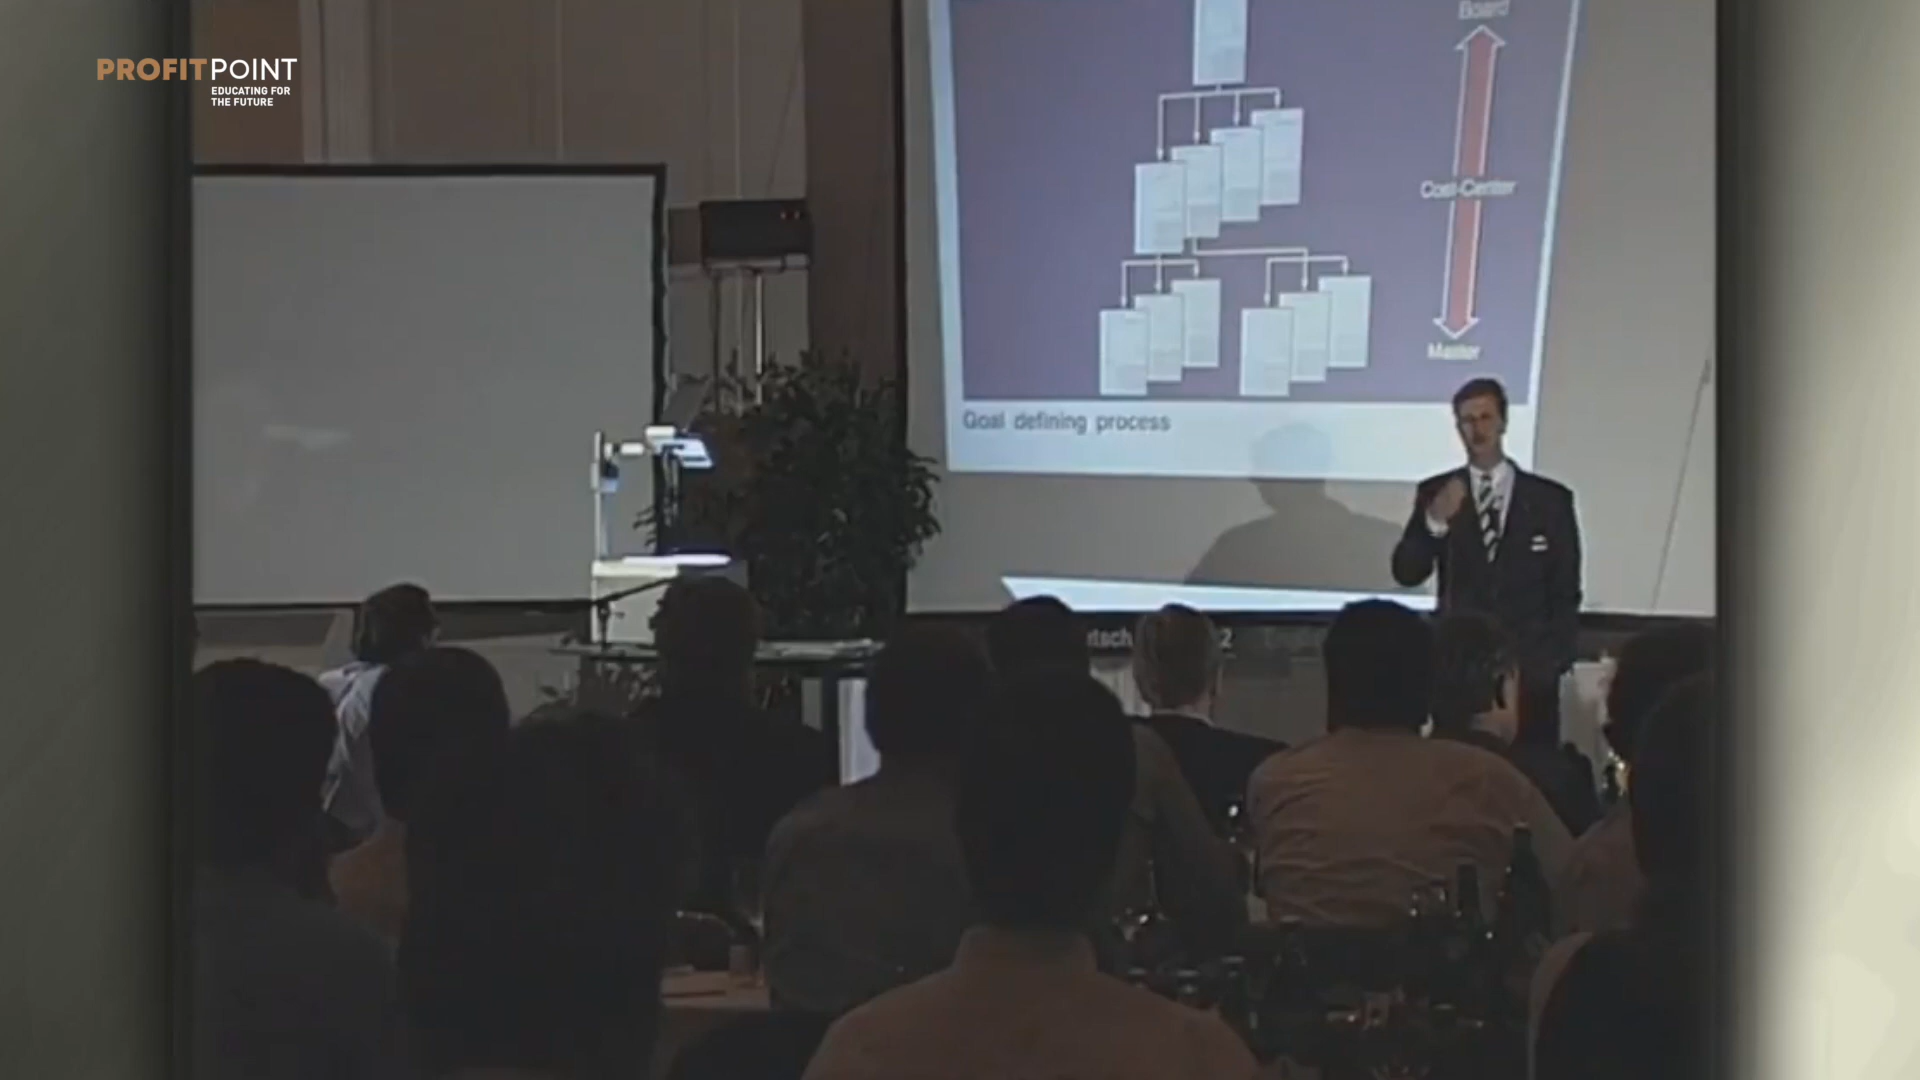 PROFITPOINT
EDUCATING FOR
THE FUTURE
Board
Cost-Center
Master
Goal defining process